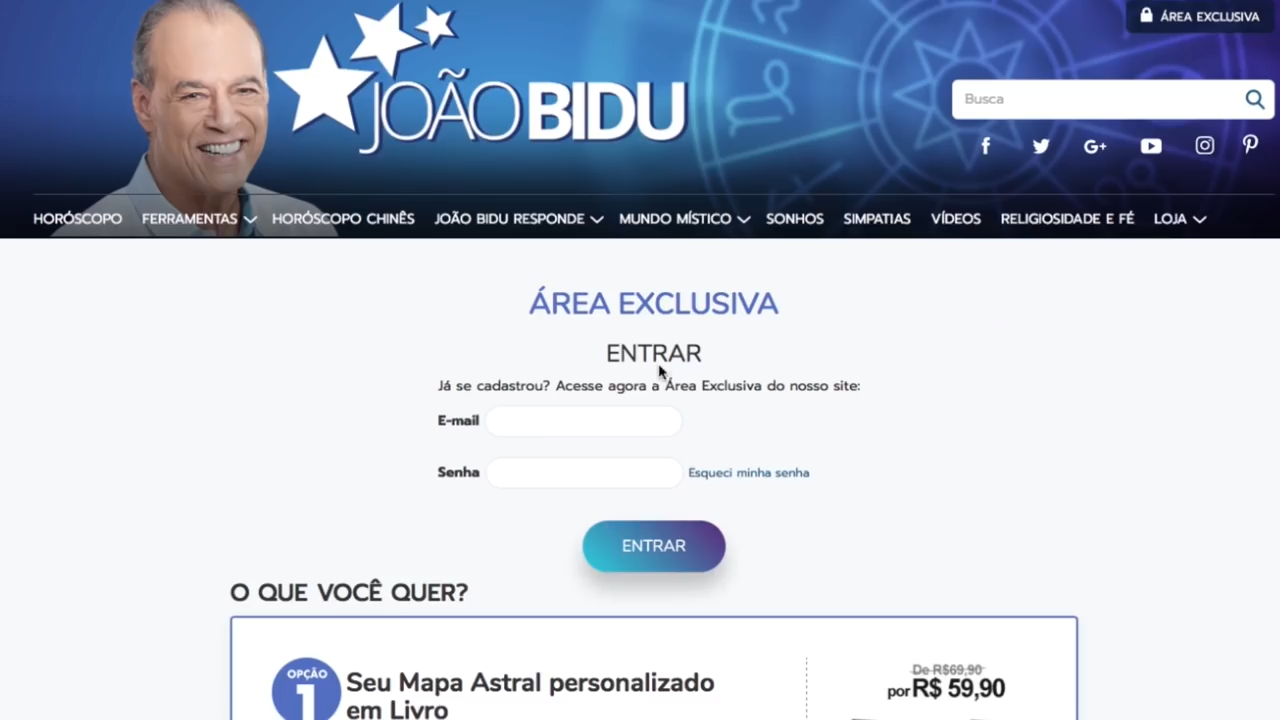 ÁREA EXCLUSIVA
JOÃO BIDU
Busca
HORÓSCOPO FERRAMENTAS HORÓSCOPO CHINÊS JOÃO BIDU RESPONDE MUNDO MÍSTICO SONHOS SIMPATIAS VÍDEOS RELIGIOSIDADE E FÉ LOJA
ÁREA EXCLUSIVA
ENTRAR
Já se cadastrou? Acesse agora a Área Exclusiva do nosso site:
E-mail
Senha Esqueci minha senha
ENTRAR
O QUE VOCÊ QUER?
OPÇÃO
1
Seu Mapa Astral personalizado
em Livro
De R$69,90
por R$ 59,90